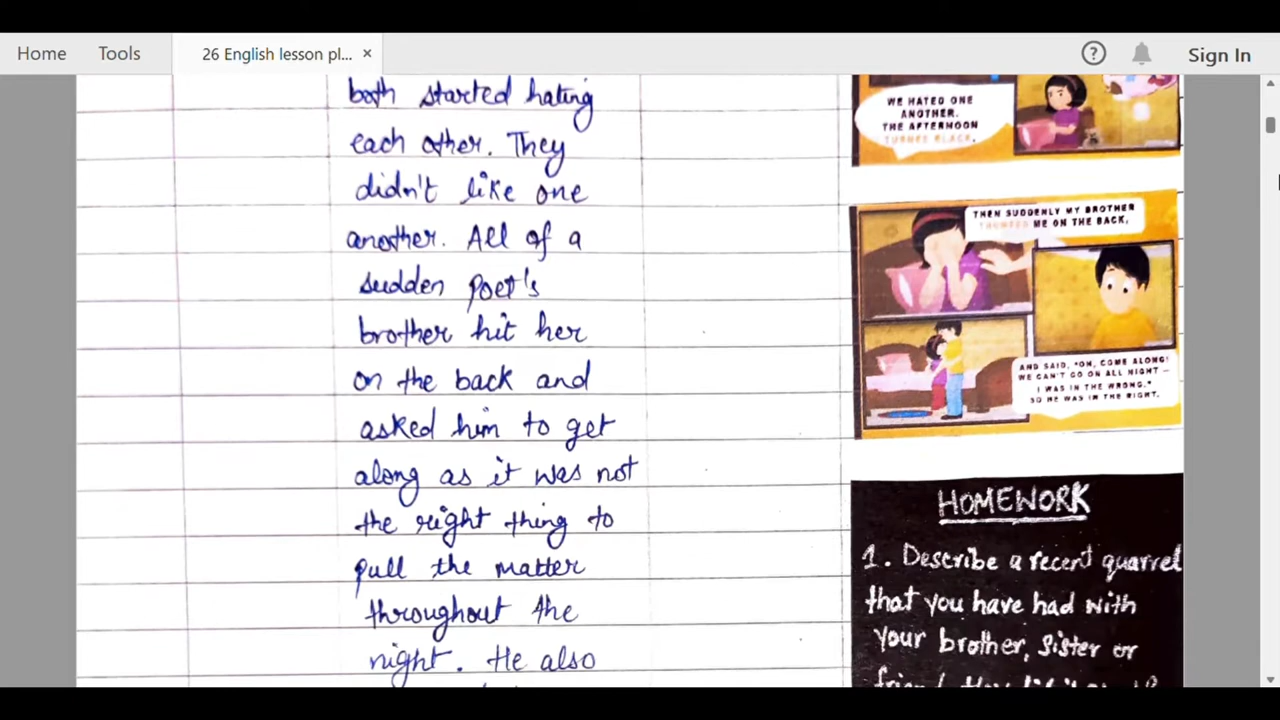 Home
Tools
26 English lesson pl... ×
?
Sign In
both started hating
each other. They
didn't like one
another. All of a
sudden poet's
brother hit her
on the back and
asked him to get
along as it was not
the right thing to
pull the matter
throughout the
night. He also
WE HATED ONE
ANOTHER.
THE AFTERNOON
TURNED BLACK.
THEN SUDDENLY MY BROTHER
THUMPED ME ON THE BACK,
AND SAID, "OH, COME ALONG!
WE CAN'T GO ON ALL NIGHT —
I WAS IN THE WRONG."
SO HE WAS IN THE RIGHT.
HOMEWORK
1. Describe a recent quarrel
that you have had with
your brother, sister or